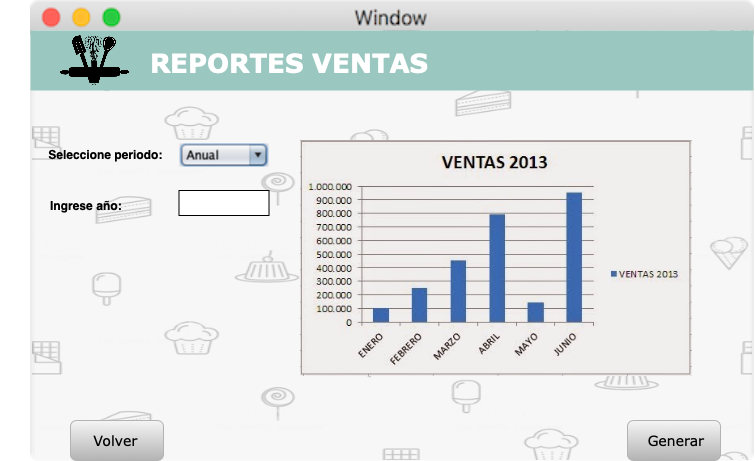 Window
REPORTES VENTAS
Seleccione periodo:
Anual
Ingrese año:
VENTAS 2013
1.000.000
900.000
800.000
700.000
600.000
500.000
400.000
300.000
200.000
100.000
0
ENERO
FEBRERO
MARZO
ABRIL
MAYO
JUNIO
VENTAS 2013
Volver
Generar